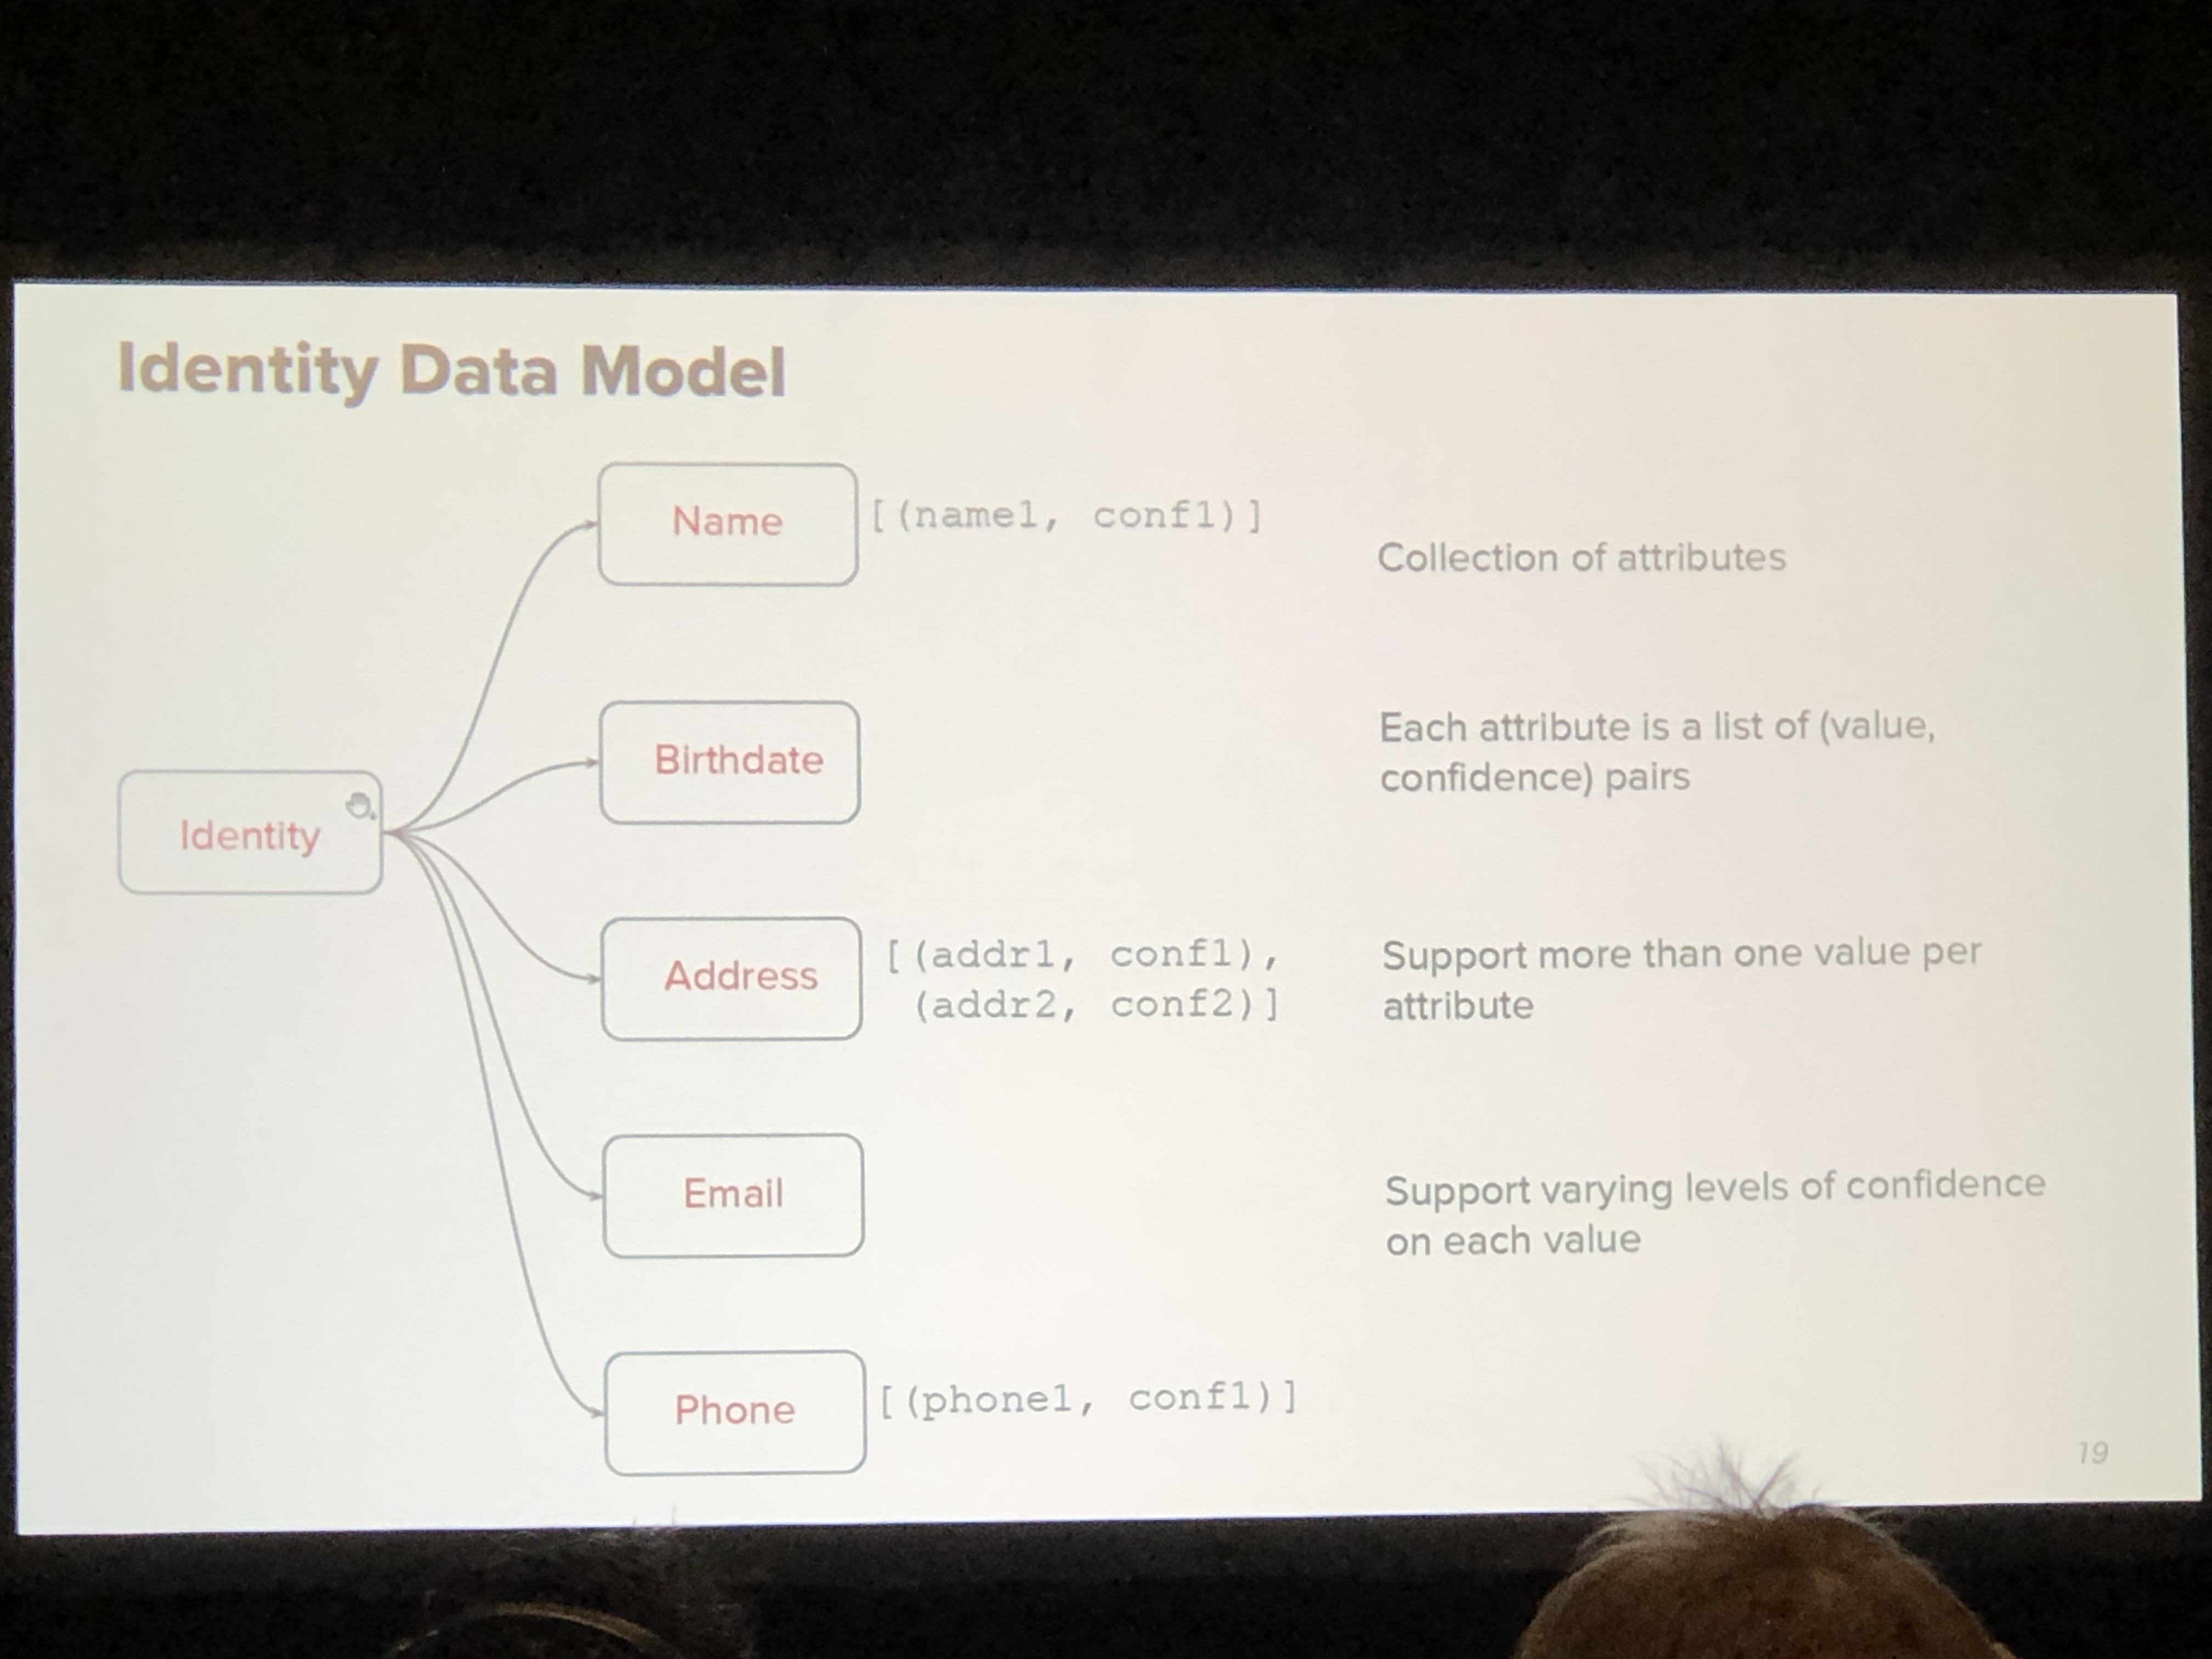 Identity Data Model
Name
[(name1, conf1)]
Collection of attributes
Birthdate
Each attribute is a list of (value,
confidence) pairs
Identity
Address
[(addr1, conf1),
(addr2, conf2)]
Support more than one value per
attribute
Email
Support varying levels of confidence
on each value
Phone
[(phone1, conf1)]
19